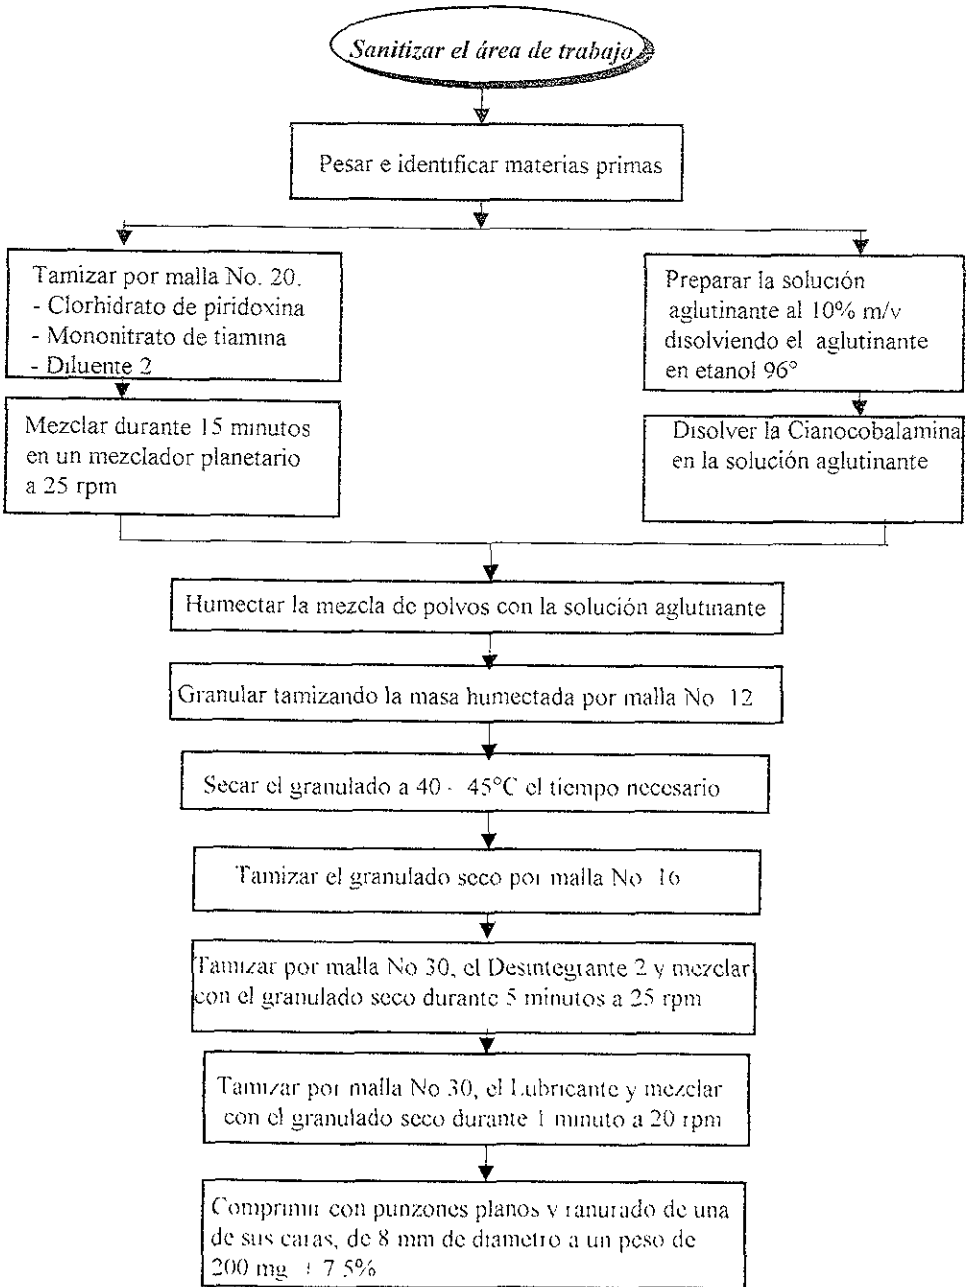 Sanitizar el área de trabajo
Pesar e identificar materias primas
Tamizar por malla No. 20.
- Clorhidrato de piridoxina
- Mononitrato de tiamina
- Diluente 2
Mezclar durante 15 minutos
en un mezclador planetario
a 25 rpm
Preparar la solución
aglutinante al 10% m/v
disolviendo el aglutinante
en etanol 96°
Disolver la Cianocobalamina
en la solución aglutinante
Humectar la mezcla de polvos con la solución aglutinante
Granular tamizando la masa humectada por malla No 12
Secar el granulado a 40 - 45°C el tiempo necesario
Tamizar el granulado seco por malla No 16
Tamizar por malla No 30, el Desintegrante 2 y mezclar
con el granulado seco durante 5 minutos a 25 rpm
Tamizar por malla No 30, el Lubricante y mezclar
con el granulado seco durante 1 minuto a 20 rpm
Comprimir con punzones planos y ranurado de una
de sus caras, de 8 mm de diametro a un peso de
200 mg ± 7.5%